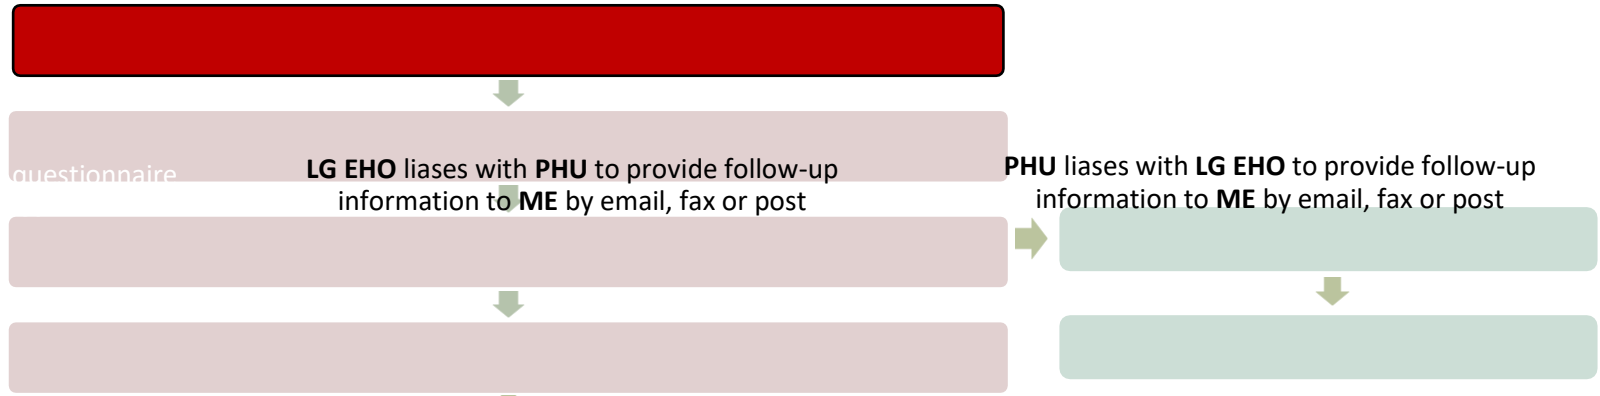 questionnaire
LG EHO liases with PHU to provide follow-up
information to ME by email, fax or post
PHU liases with LG EHO to provide follow-up
information to ME by email, fax or post